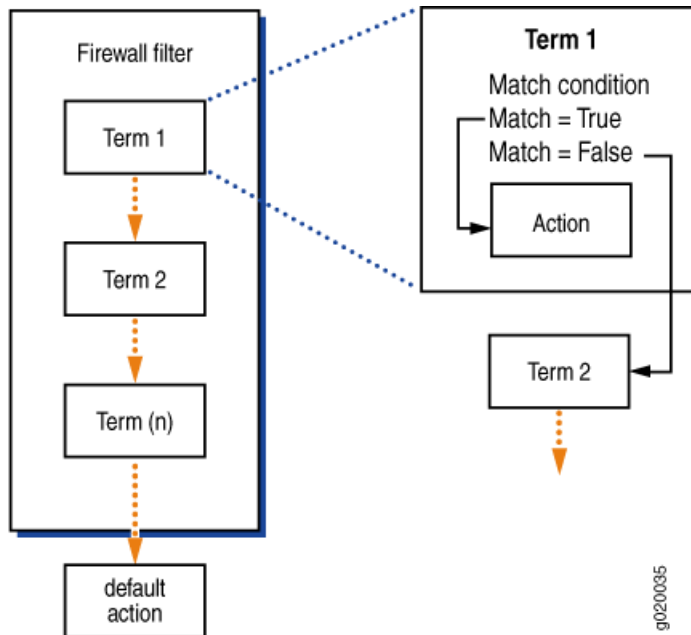 Firewall filter
Term 1
Term 2
Term (n)
default
action
Term 1
Match condition
Match = True
Match = False
Action
Term 2
g020035